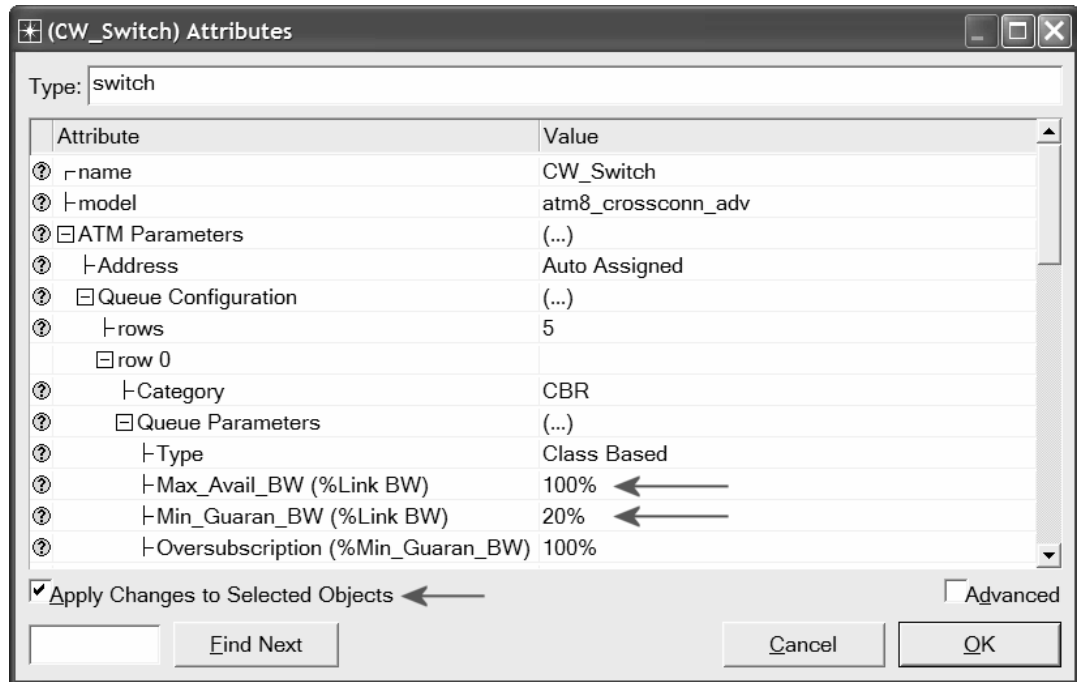 (CW_Switch) Attributes
Type: switch
Attribute Value
name CW_Switch
model atm8_crossconn_adv
ATM Parameters (...)
Address Auto Assigned
Queue Configuration (...)
rows 5
row 0
Category CBR
Queue Parameters (...)
Type Class Based
Max_Avail_BW (%Link BW) 100%
Min_Guaran_BW (%Link BW) 20%
Oversubscription (%Min_Guaran_BW) 100%
Apply Changes to Selected Objects Advanced
Find Next Cancel OK